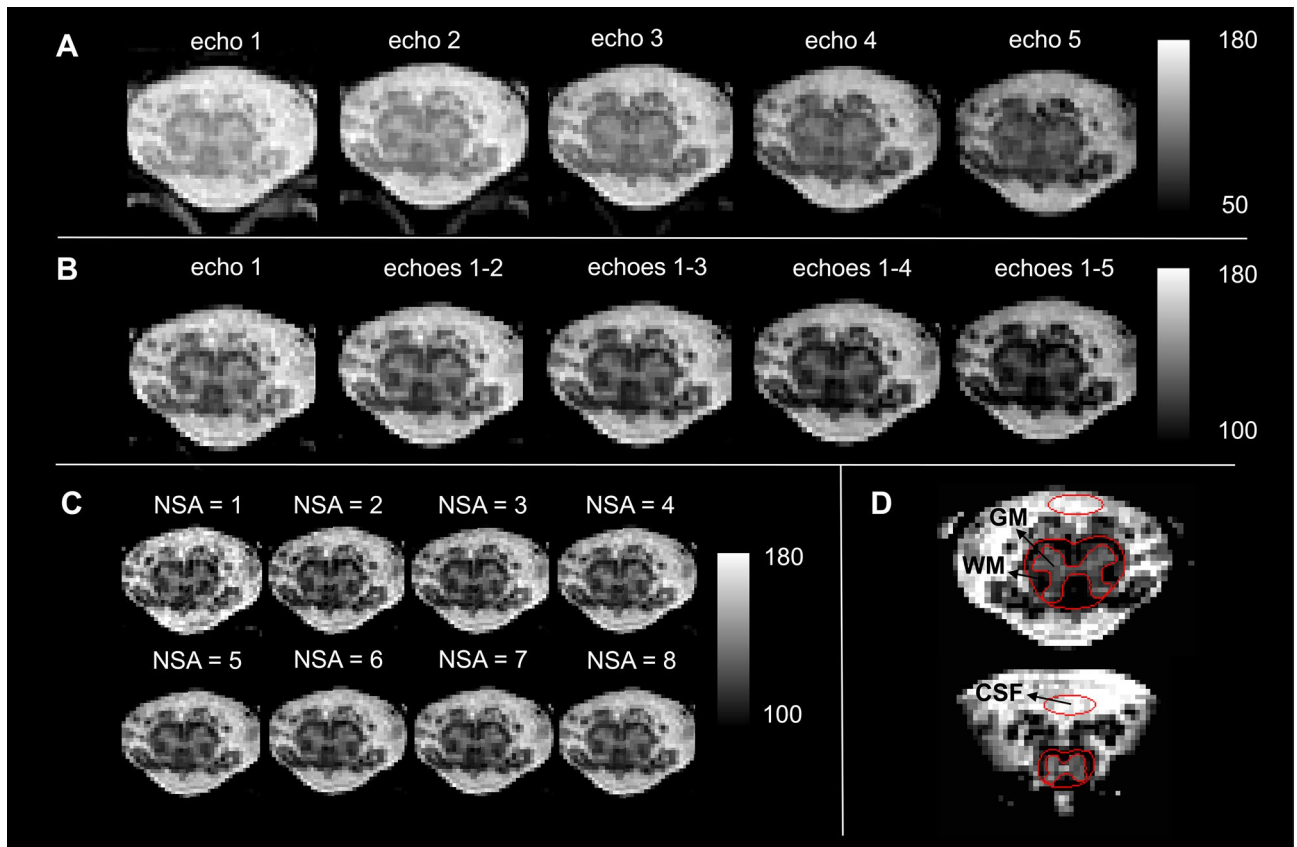 A
echo 1 echo 2 echo 3 echo 4 echo 5
180
50
B
echo 1 echoes 1-2 echoes 1-3 echoes 1-4 echoes 1-5
180
100
C
NSA = 1 NSA = 2 NSA = 3 NSA = 4
NSA = 5 NSA = 6 NSA = 7 NSA = 8
180
100
D
GM
WM
CSF